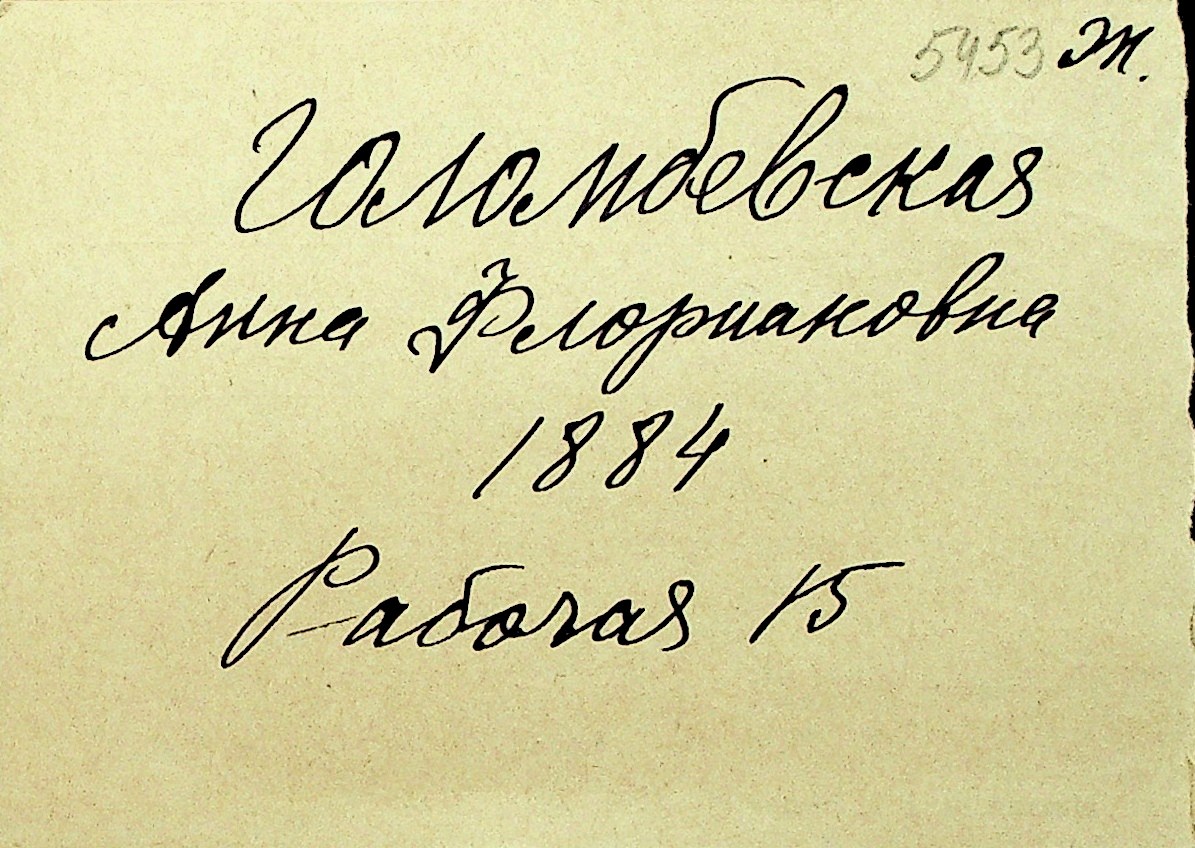 5453 Ж.
Голомбевская
Анна Флориановна
1884
Рабочая 15